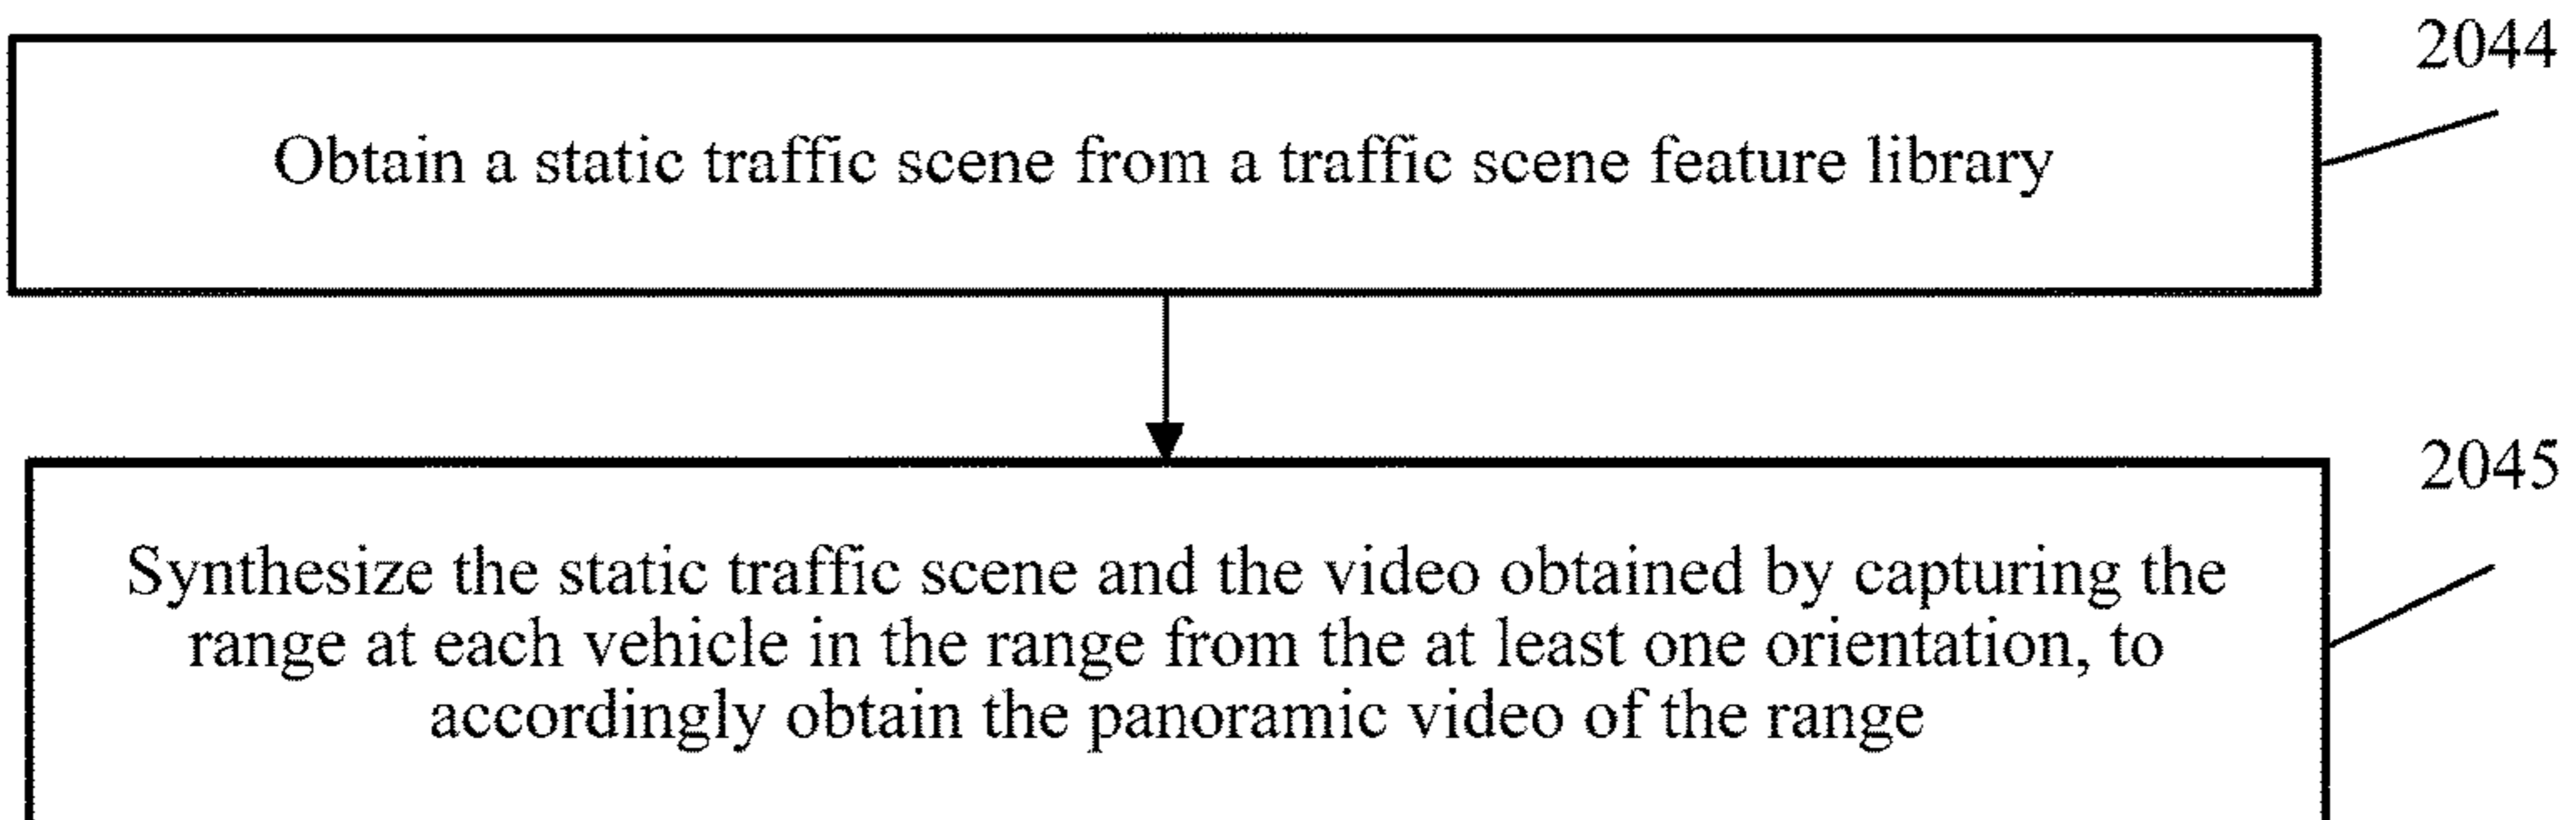 2044
Obtain a static traffic scene from a traffic scene feature library
2045
Synthesize the static traffic scene and the video obtained by capturing the
range at each vehicle in the range from the at least one orientation, to
accordingly obtain the panoramic video of the range